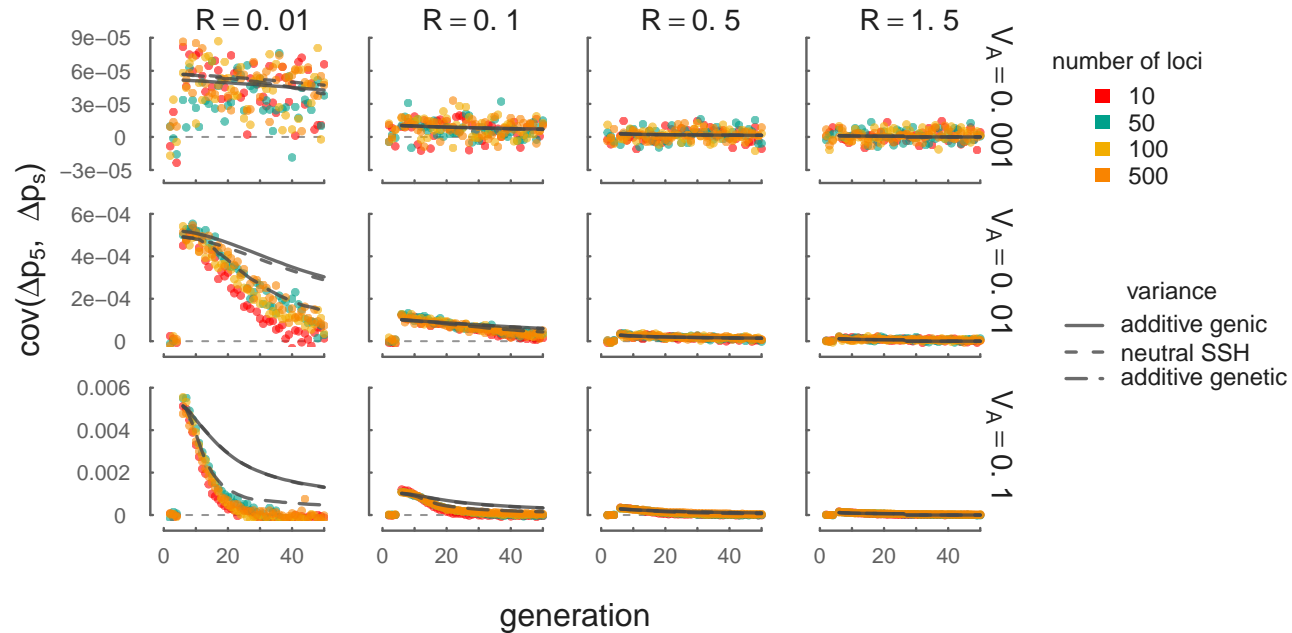 R = 0. 01
R = 0. 1
R = 0. 5
R = 1. 5
9e−05
6e−05
3e−05
0
−3e−05
V_A = 0. 001
6e−04
4e−04
2e−04
0
V_A = 0. 01
0.006
0.004
0.002
0
V_A = 0. 1
0 20 40
0 20 40
0 20 40
0 20 40
cov(Δp5, Δps)
generation
number of loci
10
50
100
500
variance
additive genic
neutral SSH
additive genetic